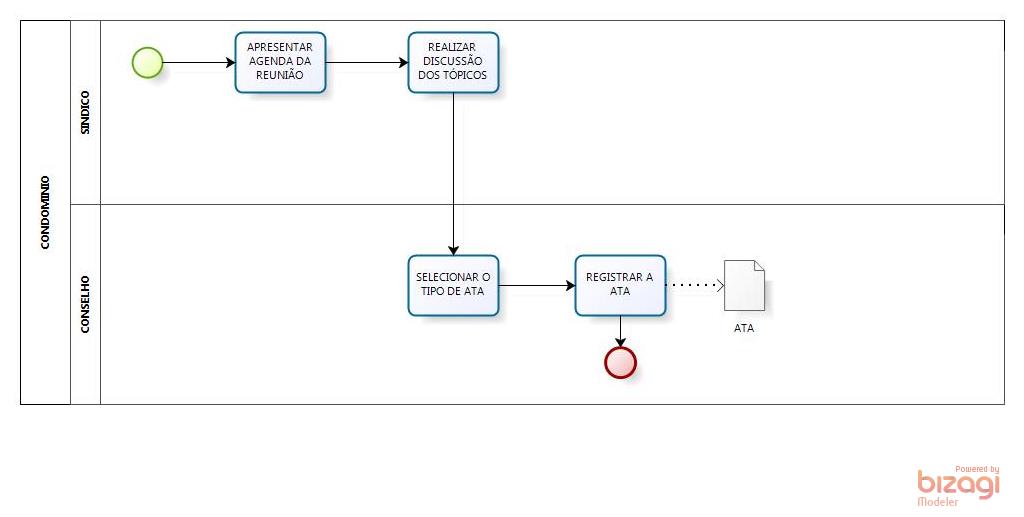 CONDOMINIO
SINDICO
APRESENTAR
AGENDA DA
REUNIÃO
REALIZAR
DISCUSSÃO
DOS TÓPICOS
CONSELHO
SELECIONAR O
TIPO DE ATA
REGISTRAR A
ATA
ATA
Powered by
bizagi
Modeler